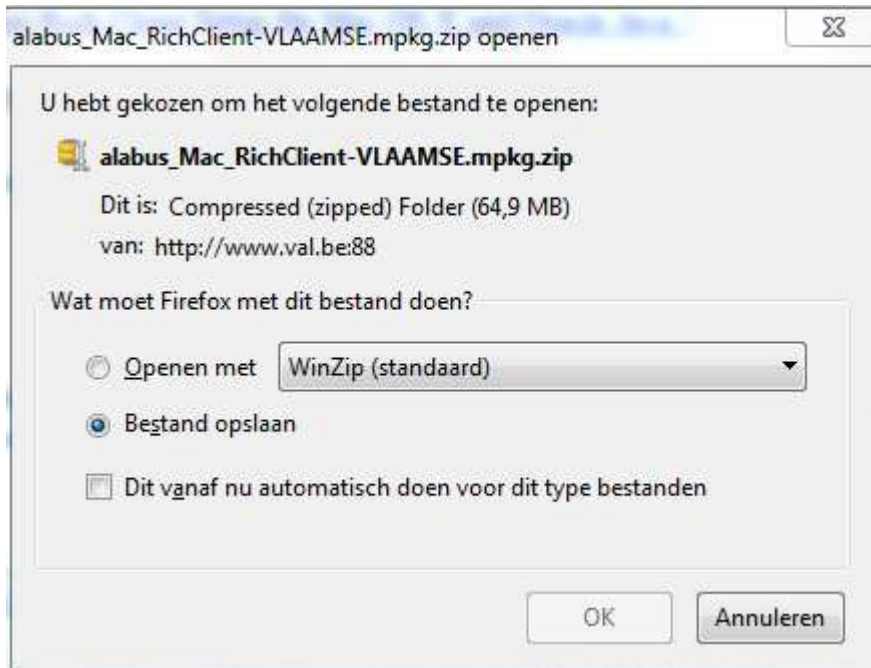 alabus_Mac_RichClient-VLAAMSE.mpkg.zip openen
U hebt gekozen om het volgende bestand te openen:
alabus_Mac_RichClient-VLAAMSE.mpkg.zip
Dit is: Compressed (zipped) Folder (64,9 MB)
van: http://www.val.be:88
Wat moet Firefox met dit bestand doen?
Openen met WinZip (standaard)
Bestand opslaan
Dit vanaf nu automatisch doen voor dit type bestanden
OK Annuleren